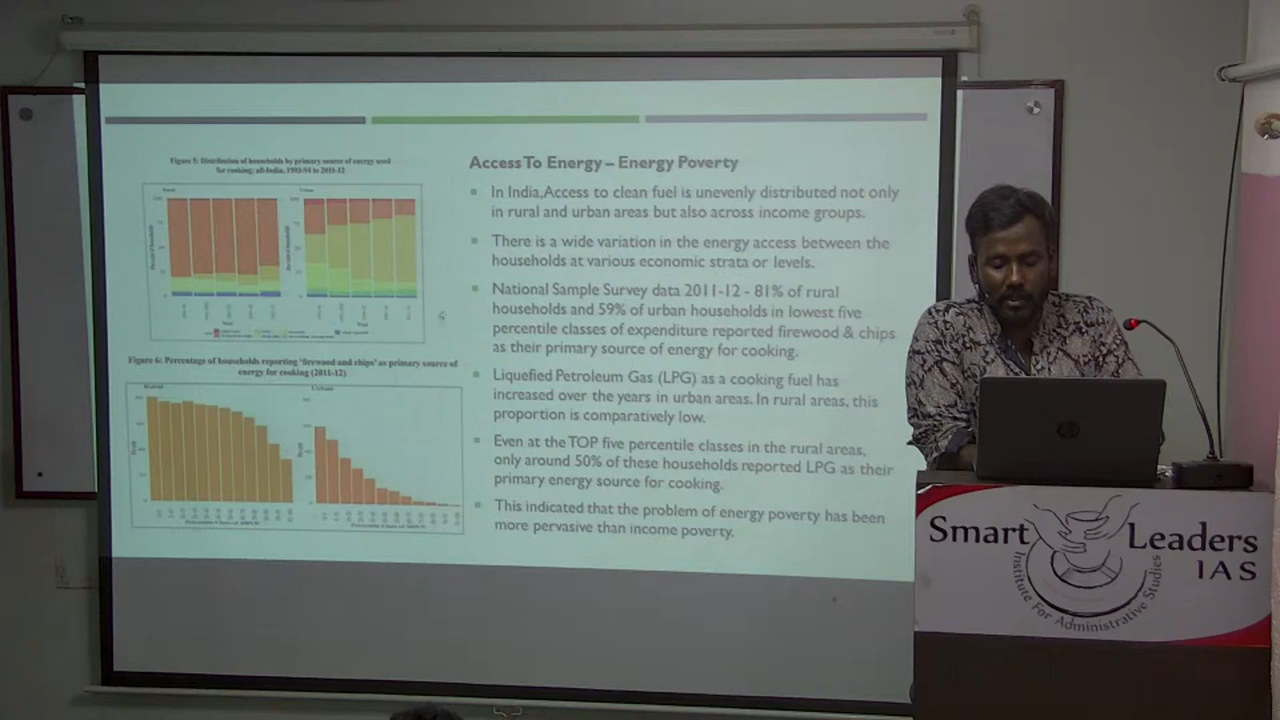 Figure 5: Distribution of households by primary source of energy used
for cooking: all-India, 1993-94 to 2011-12
Year
Year
Figure 6: Percentage of households reporting 'firewood and chips' as primary source of
energy for cooking (2011-12)
Access To Energy – Energy Poverty
In India,Access to clean fuel is unevenly distributed not only
in rural and urban areas but also across income groups.
There is a wide variation in the energy access between the
households at various economic strata or levels.
National Sample Survey data 2011-12 - 81% of rural
households and 59% of urban households in lowest five
percentile classes of expenditure reported firewood & chips
as their primary source of energy for cooking.
Liquefied Petroleum Gas (LPG) as a cooking fuel has
increased over the years in urban areas. In rural areas, this
proportion is comparatively low.
Even at the TOP five percentile classes in the rural areas,
only around 50% of these households reported LPG as their
primary energy source for cooking.
This indicated that the problem of energy poverty has been
more pervasive than income poverty.
Smart Leaders
IAS
Institute For Administrative Studies
hp